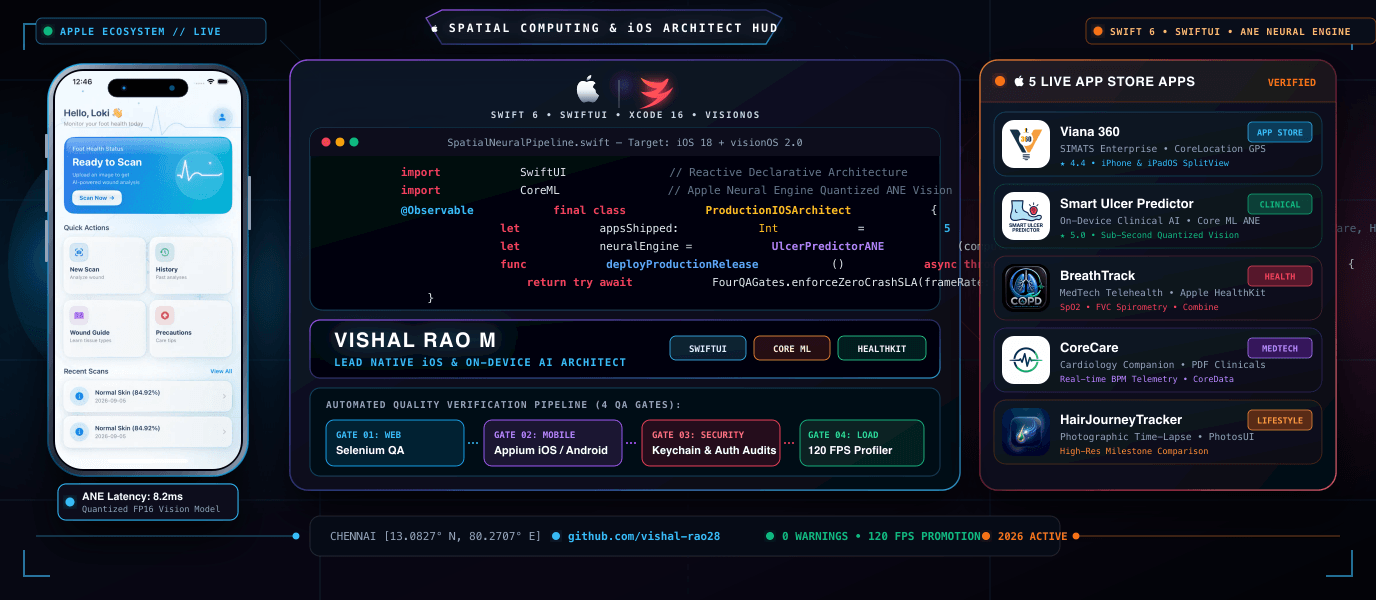 APPLE ECOSYSTEM // LIVE
SPATIAL COMPUTING & iOS ARCHITECT HUD
SWIFT 6 • SWIFTUI • ANE NEURAL ENGINE
12:46
Hello, Loki 👋
Monitor your foot health today
Foot Health Status
Ready to Scan
Upload an image to get
AI-powered wound analysis
Scan Now →
Quick Actions
New Scan
Analyze wound
History
Past analyses
Wound Guide
Learn tissue types
Precautions
Care tips
Recent Scans
View All
Normal Skin (84.92%)
2026-09-05
Normal Skin (84.92%)
2026-09-05
ANE Latency: 8.2ms
Quantized FP16 Vision Model
SWIFT 6 • SWIFTUI • XCODE 16 • VISIONOS
SpatialNeuralPipeline.swift — Target: iOS 18 + visionOS 2.0
import SwiftUI // Reactive Declarative Architecture
import CoreML // Apple Neural Engine Quantized ANE Vision
@Observable final class ProductionIOSArchitect {
let appsShipped: Int = 5
let neuralEngine = UlcerPredictorANE (com
func deployProductionRelease () async thr {
return try await FourQAGates.enforceZeroCrashSLA(frameRate
}
VISHAL RAO M
LEAD NATIVE iOS & ON-DEVICE AI ARCHITECT
SWIFTUI
CORE ML
HEALTHKIT
AUTOMATED QUALITY VERIFICATION PIPELINE (4 QA GATES):
GATE 01: WEB
Selenium QA
GATE 02: MOBILE
Appium iOS / Android
GATE 03: SECURITY
Keychain & Auth Audits
GATE 04: LOAD
120 FPS Profiler
5 LIVE APP STORE APPS
VERIFIED
Viana 360
APP STORE
SIMATS Enterprise • CoreLocation GPS
★ 4.4 • iPhone & iPadOS SplitView
SMART ULCER
PREDICTOR
Smart Ulcer Predictor
CLINICAL
On-Device Clinical AI • Core ML ANE
★ 5.0 • Sub-Second Quantized Vision
are, H
COPD
BreathTrack
HEALTH
MedTech Telehealth • Apple HealthKit
SpO2 • FVC Spirometry • Combine
CoreCare
MEDTECH
Cardiology Companion • PDF Clinicals
Real-time BPM Telemetry • CoreData
HairJourneyTracker
LIFESTYLE
Photographic Time-Lapse • PhotosUI
High-Res Milestone Comparison
CHENNAI [13.0827° N, 80.2707° E]
github.com/vishal-rao28
0 WARNINGS • 120 FPS PROMOTION
2026 ACTIVE